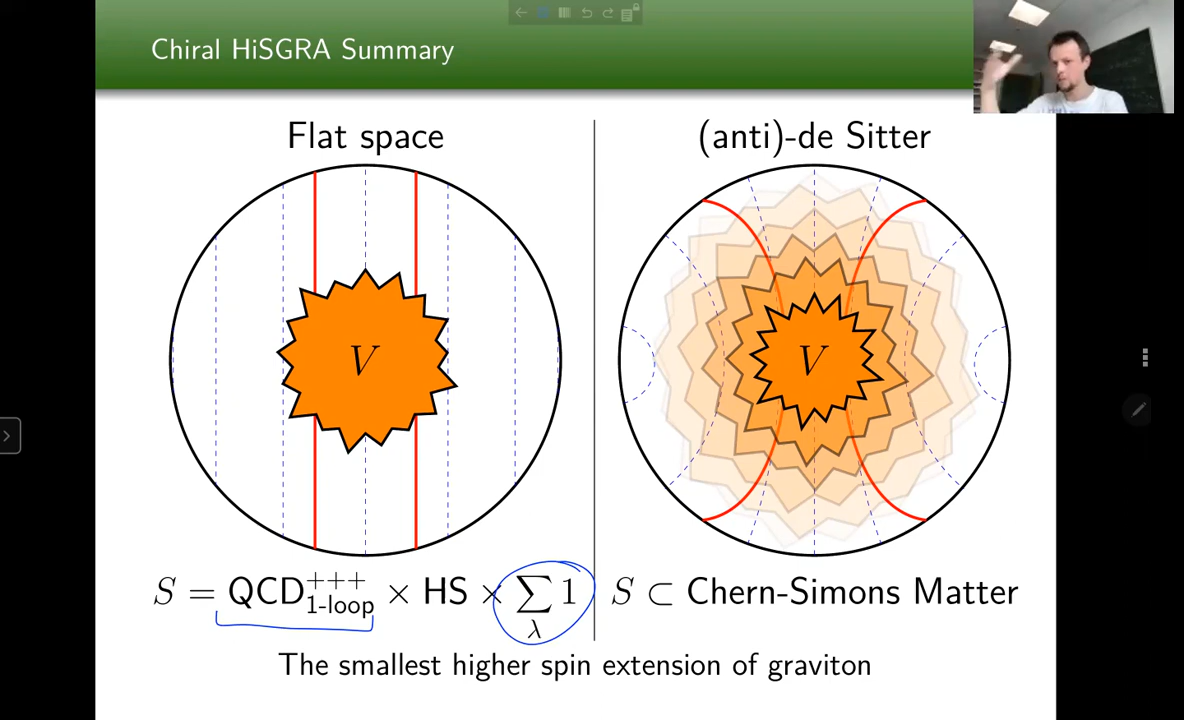 Chiral HiSGRA Summary
Flat space
(anti)-de Sitter
V
V
S = QCD⁺⁺⁺₁₋ₗₒₒₚ × HS × ∑_λ 1
S ⊂ Chern-Simons Matter
The smallest higher spin extension of graviton